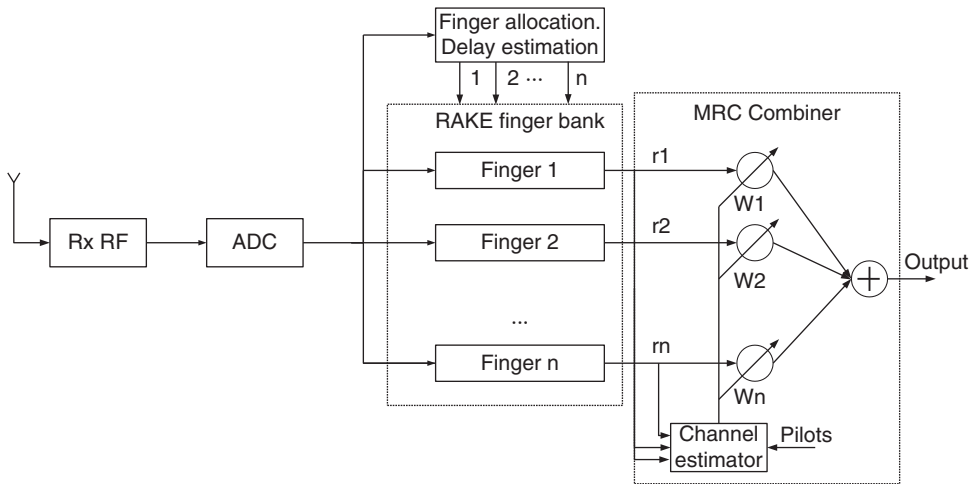 Finger allocation.
Delay estimation
1 2 ... n
RAKE finger bank
MRC Combiner
Finger 1
r1
W1
Rx RF
ADC
Finger 2
r2
W2
Output
...
Finger n
rn
Wn
Channel
estimator
Pilots